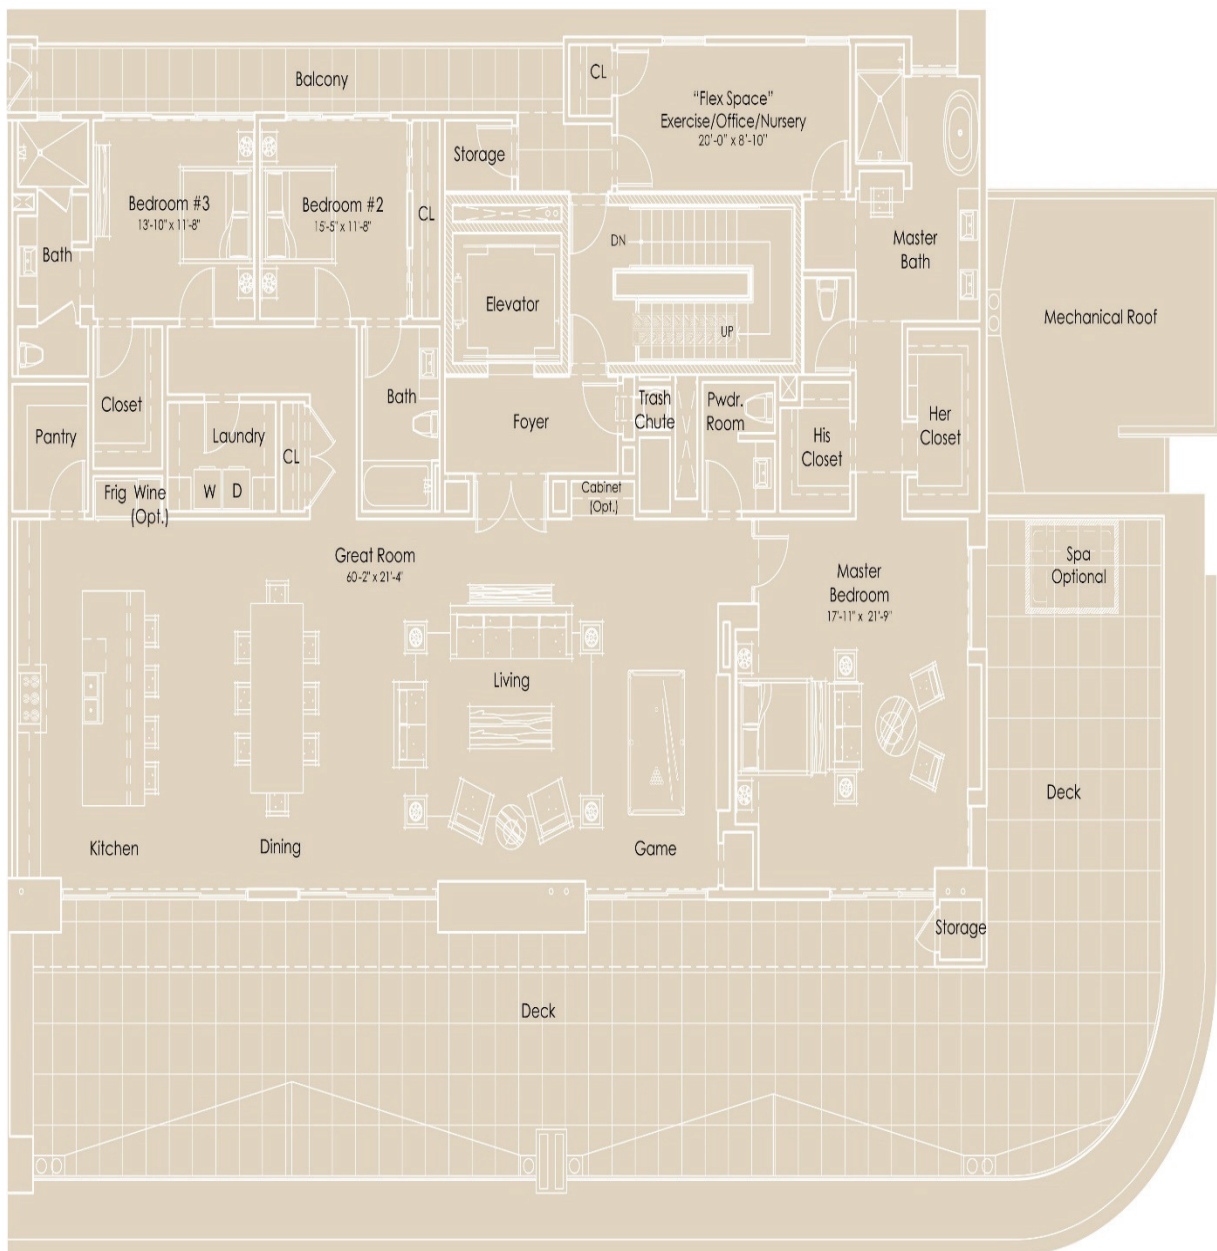 Balcony
CL
"Flex Space"
Exercise/Office/Nursery
20'-0" x 8'-10"
Storage
Bedroom #3
13'-10" x 11'-8"
Bedroom #2
15'-5" x 11'-8"
CL
Bath
DN
Master
Bath
Elevator
UP
Mechanical Roof
Closet
Bath
Foyer
Trash
Chute
Pwdr.
Room
His
Closet
Her
Closet
Pantry
Laundry
CL
W
D
Frig Wine
(Opt.)
Cabinet
(Opt.)
Great Room
60'-2" x 21'-4"
Master
Bedroom
17'-11" x 21'-9"
Spa
Optional
Living
Deck
Kitchen
Dining
Game
Storage
Deck